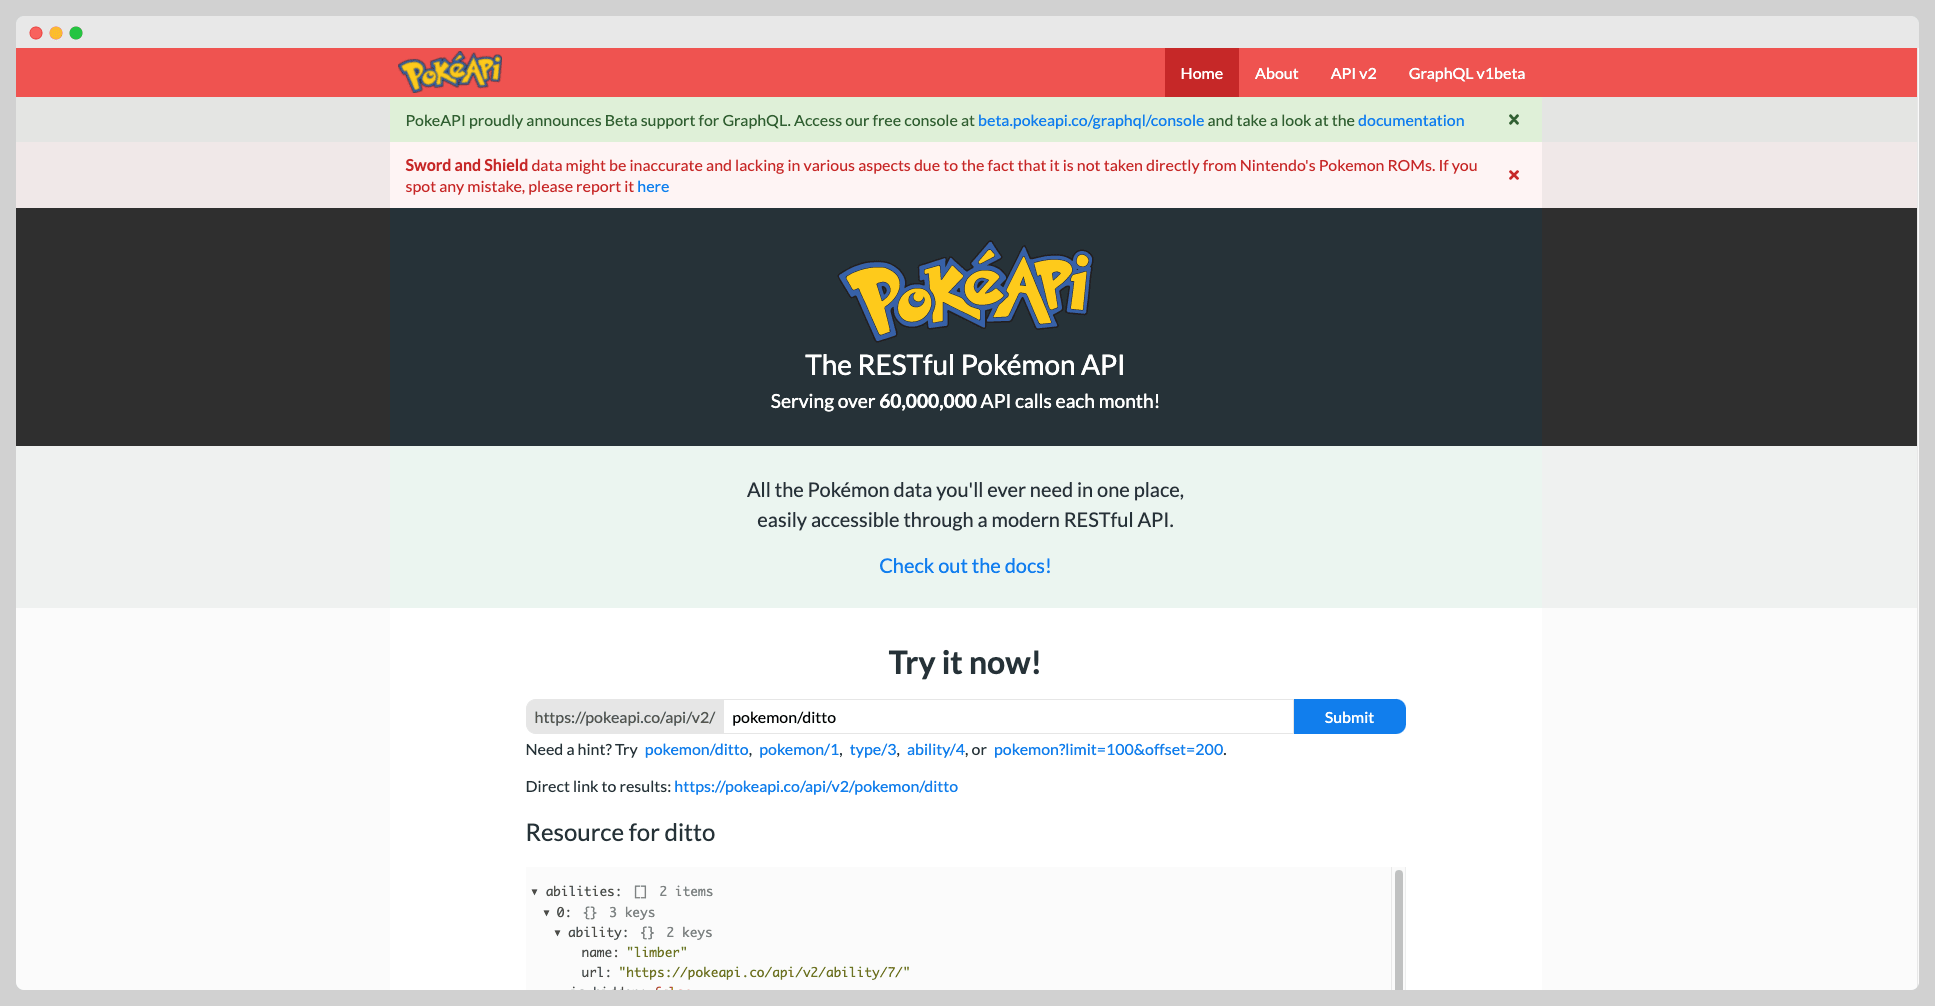 PokéAPi
Home About API v2 GraphQL v1beta
PokeAPI proudly announces Beta support for GraphQL. Access our free console at beta.pokeapi.co/graphql/console and take a look at the documentation
Sword and Shield data might be inaccurate and lacking in various aspects due to the fact that it is not taken directly from Nintendo's Pokemon ROMs. If you
spot any mistake, please report it here
PokéAPi
The RESTful Pokémon API
Serving over 60,000,000 API calls each month!
All the Pokémon data you'll ever need in one place,
easily accessible through a modern RESTful API.
Check out the docs!
Try it now!
https://pokeapi.co/api/v2/ pokemon/ditto Submit
Need a hint? Try pokemon/ditto, pokemon/1, type/3, ability/4, or pokemon?limit=100&offset=200.
Direct link to results: https://pokeapi.co/api/v2/pokemon/ditto
Resource for ditto
abilities: [] 2 items
0: {} 3 keys
ability: {} 2 keys
name: "limber"
url: "https://pokeapi.co/api/v2/ability/7/"